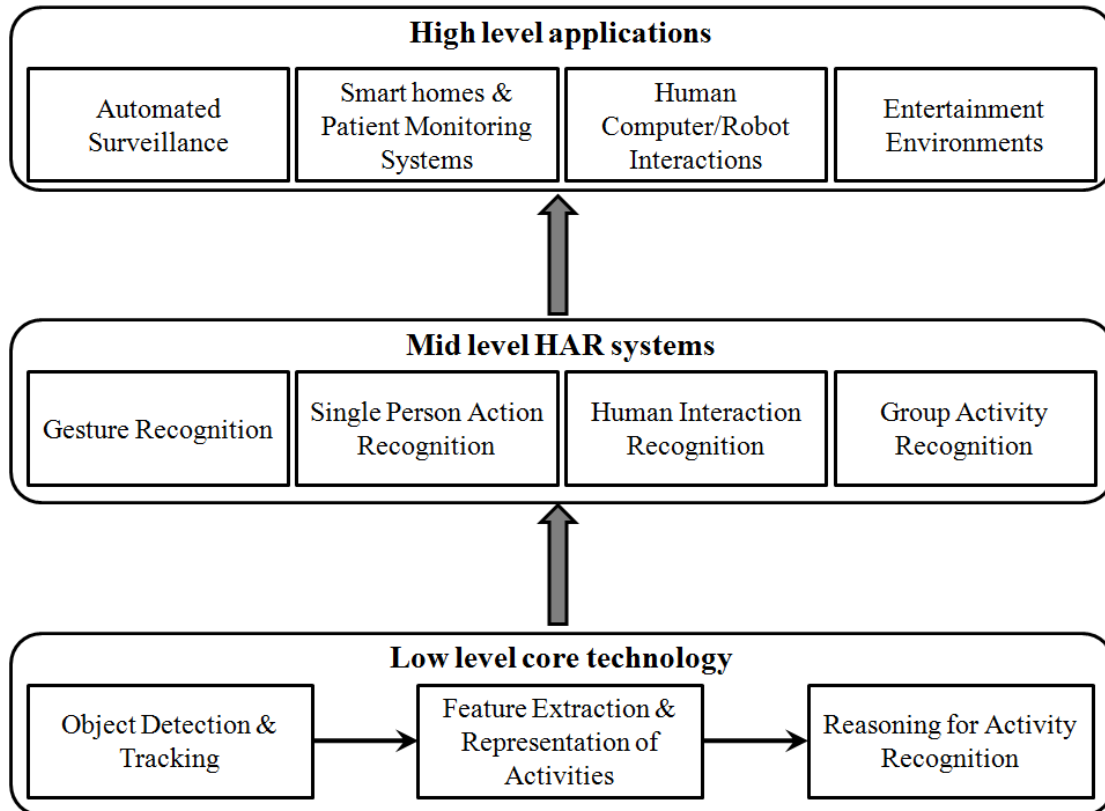 High level applications
Automated
Surveillance
Smart homes &
Patient Monitoring
Systems
Human
Computer/Robot
Interactions
Entertainment
Environments
Mid level HAR systems
Gesture Recognition
Single Person Action
Recognition
Human Interaction
Recognition
Group Activity
Recognition
Low level core technology
Object Detection &
Tracking
Feature Extraction &
Representation of
Activities
Reasoning for Activity
Recognition